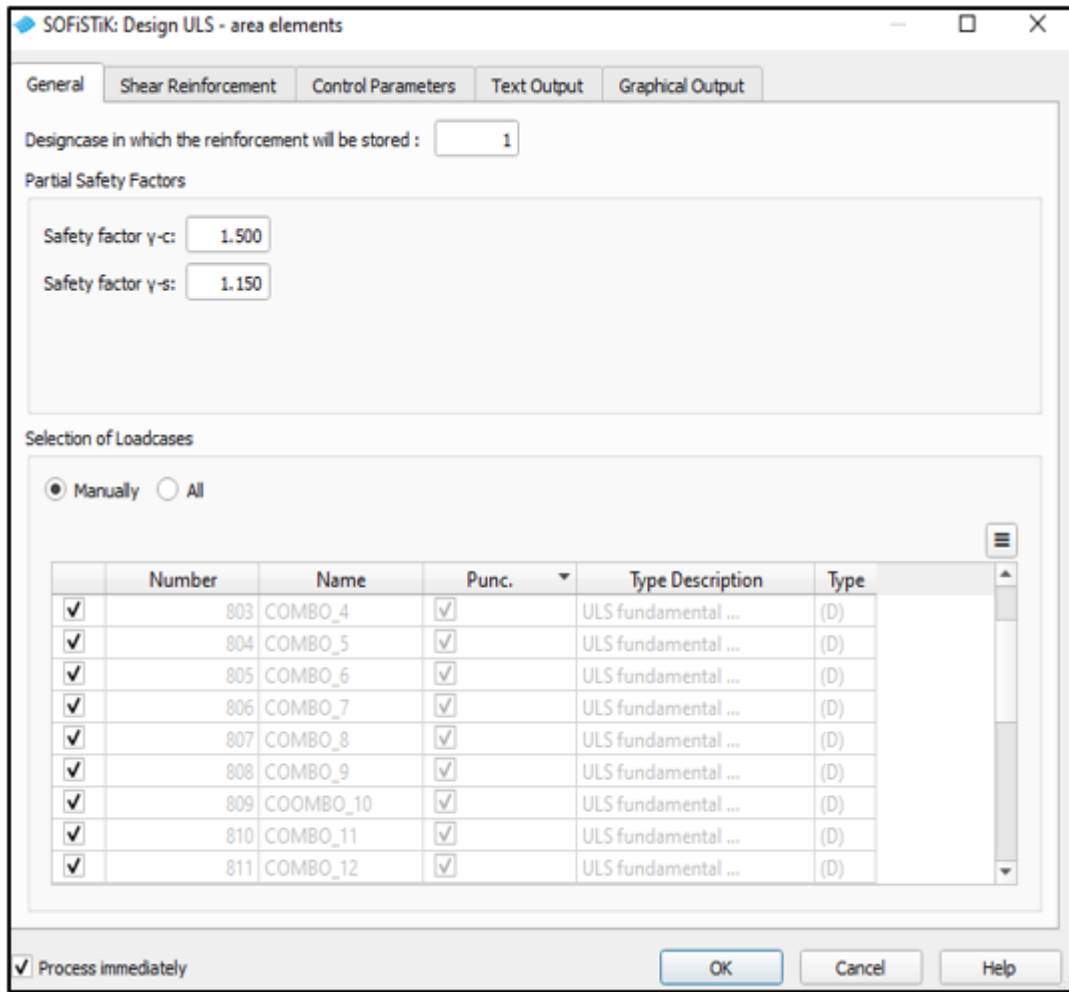 SOFiSTiK: Design ULS - area elements
General Shear Reinforcement Control Parameters Text Output Graphical Output
Designcase in which the reinforcement will be stored : 1
Partial Safety Factors
Safety factor γ-c: 1.500
Safety factor γ-s: 1.150
Selection of Loadcases
Manually All
Number Name Punc. Type Description Type
803 COMBO_4 ULS fundamental ... (D)
804 COMBO_5 ULS fundamental ... (D)
805 COMBO_6 ULS fundamental ... (D)
806 COMBO_7 ULS fundamental ... (D)
807 COMBO_8 ULS fundamental ... (D)
808 COMBO_9 ULS fundamental ... (D)
809 COOMBO_10 ULS fundamental ... (D)
810 COMBO_11 ULS fundamental ... (D)
811 COMBO_12 ULS fundamental ... (D)
Process immediately OK Cancel Help